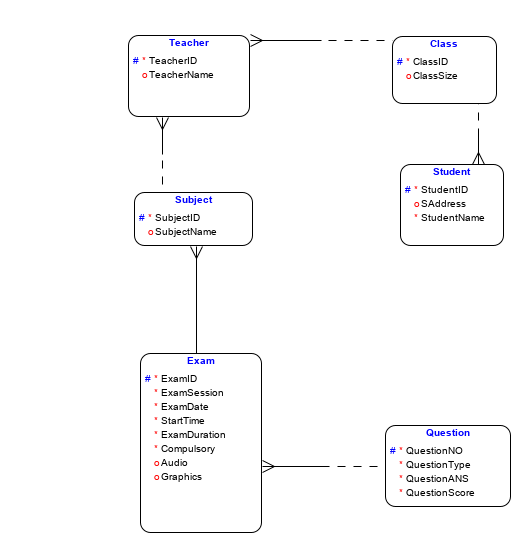 Teacher
# * TeacherID
o TeacherName
Class
# * ClassID
o ClassSize
Student
# * StudentID
o SAddress
* StudentName
Subject
# * SubjectID
o SubjectName
Exam
# * ExamID
* ExamSession
* ExamDate
* StartTime
* ExamDuration
* Compulsory
o Audio
o Graphics
Question
# * QuestionNO
* QuestionType
* QuestionANS
* QuestionScore